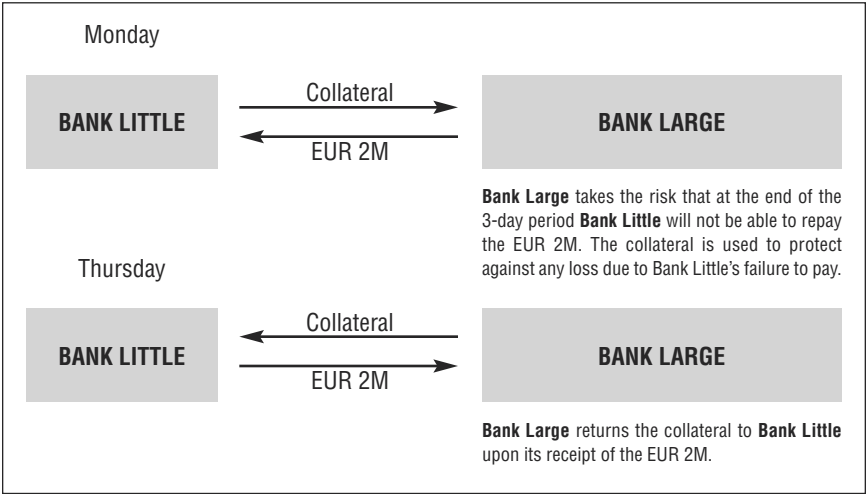 Monday
BANK LITTLE
Collateral
EUR 2M
BANK LARGE
Bank Large takes the risk that at the end of the
3-day period Bank Little will not be able to repay
the EUR 2M. The collateral is used to protect
against any loss due to Bank Little's failure to pay.
Thursday
BANK LITTLE
Collateral
EUR 2M
BANK LARGE
Bank Large returns the collateral to Bank Little
upon its receipt of the EUR 2M.